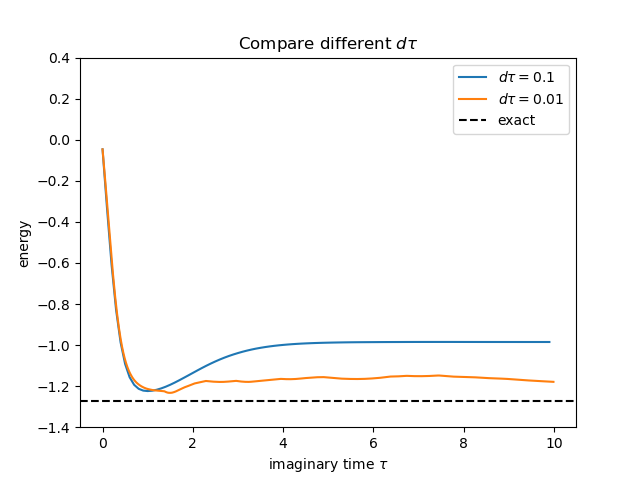 Compare different dτ
dτ = 0.1
dτ = 0.01
exact
0.4
0.2
0.0
−0.2
−0.4
−0.6
−0.8
−1.0
−1.2
−1.4
energy
0 2 4 6 8 10
imaginary time τ